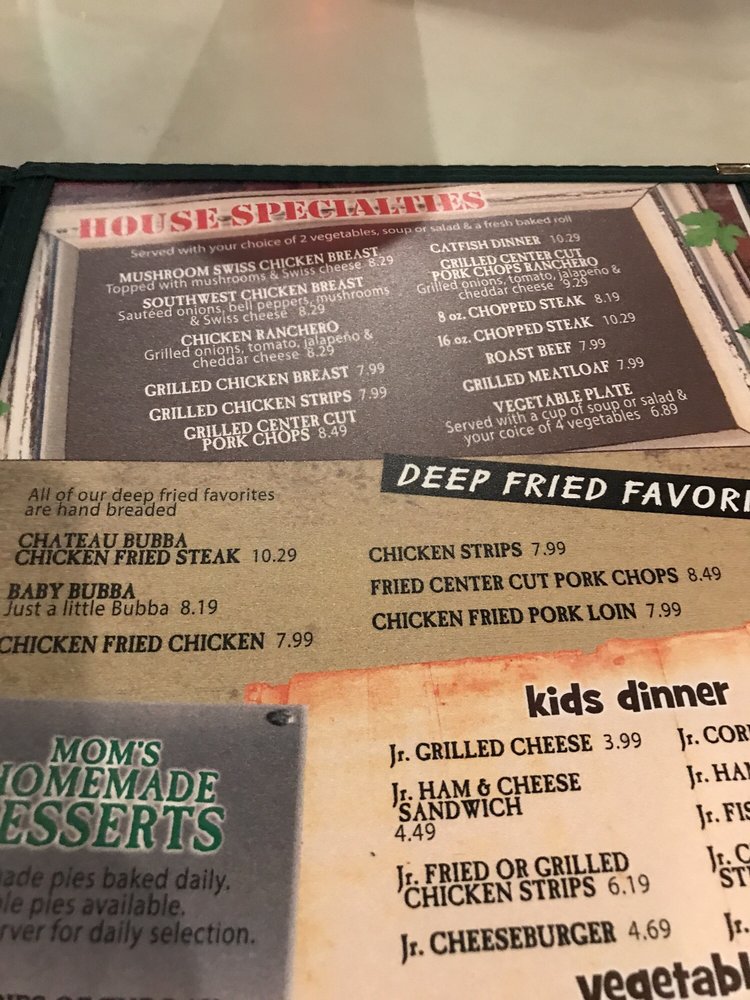 HOUSE SPECIALTIES
Served with your choice of 2 vegetables, soup or salad & a fresh baked roll
MUSHROOM SWISS CHICKEN BREAST
Topped with mushrooms & Swiss cheese 8.29
SOUTHWEST CHICKEN BREAST
Sautéed onions, bell peppers, mushrooms
& Swiss cheese 8.29
CHICKEN RANCHERO
Grilled onions, tomato, jalapeño &
cheddar cheese 8.29
GRILLED CHICKEN BREAST 7.99
GRILLED CHICKEN STRIPS 7.99
GRILLED CENTER CUT
PORK CHOPS 8.49
CATFISH DINNER 10.29
GRILLED CENTER CUT
PORK CHOPS RANCHERO
Grilled onions, tomato, jalapeño &
cheddar cheese 9.29
8 oz. CHOPPED STEAK 8.19
16 oz. CHOPPED STEAK 10.29
ROAST BEEF 7.99
GRILLED MEATLOAF 7.99
VEGETABLE PLATE
Served with a cup of soup or salad &
your coice of 4 vegetables 6.89
DEEP FRIED FAVORI
All of our deep fried favorites
are hand breaded
CHATEAU BUBBA
CHICKEN FRIED STEAK 10.29
BABY BUBBA
Just a little Bubba 8.19
CHICKEN FRIED CHICKEN 7.99
CHICKEN STRIPS 7.99
FRIED CENTER CUT PORK CHOPS 8.49
CHICKEN FRIED PORK LOIN 7.99
MOM'S
HOMEMADE
ESSERTS
ade pies baked daily.
le pies available.
rver for daily selection.
kids dinner
Jr. GRILLED CHEESE 3.99
Jr. HAM & CHEESE
SANDWICH
4.49
Jr. FRIED OR GRILLED
CHICKEN STRIPS 6.19
Jr. CHEESEBURGER 4.69
Jr. COR
Jr. HA
Jr. FIS
Jr. C
ST
Jr.
vegetabl